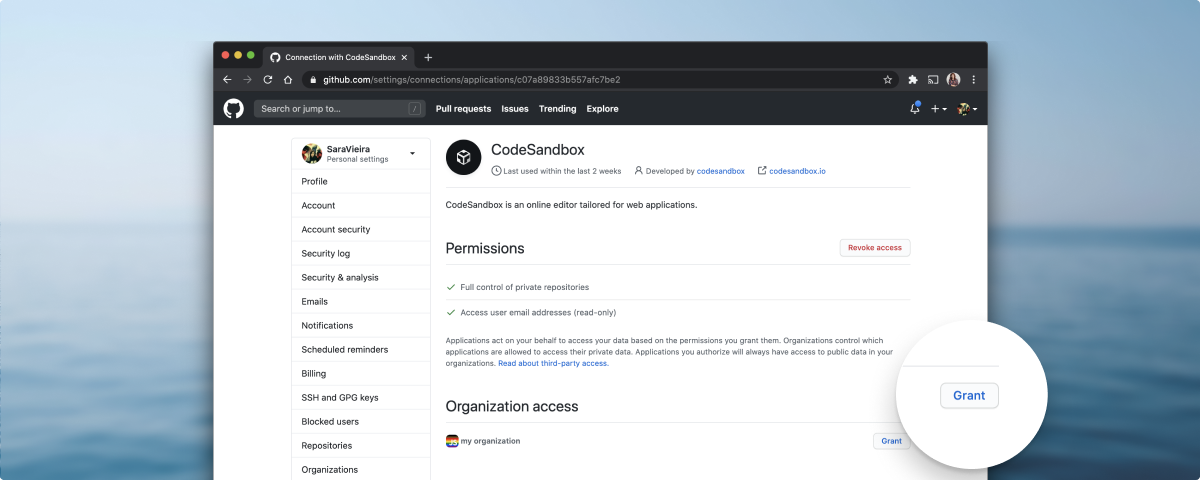 Connection with CodeSandbox
github.com/settings/connections/applications/c07a89833b557afc7be2
Search or jump to...
/
Pull requests
Issues
Trending
Explore
SaraVieira
Personal settings
Profile
Account
Account security
Security log
Security & analysis
Emails
Notifications
Scheduled reminders
Billing
SSH and GPG keys
Blocked users
Repositories
Organizations
CodeSandbox
Last used within the last 2 weeks
Developed by codesandbox
codesandbox.io
CodeSandbox is an online editor tailored for web applications.
Permissions
Revoke access
Full control of private repositories
Access user email addresses (read-only)
Applications act on your behalf to access your data based on the permissions you grant them. Organizations control which
applications are allowed to access their private data. Applications you authorize will always have access to public data in your
organizations. Read about third-party access.
Organization access
my organization
Grant
Grant